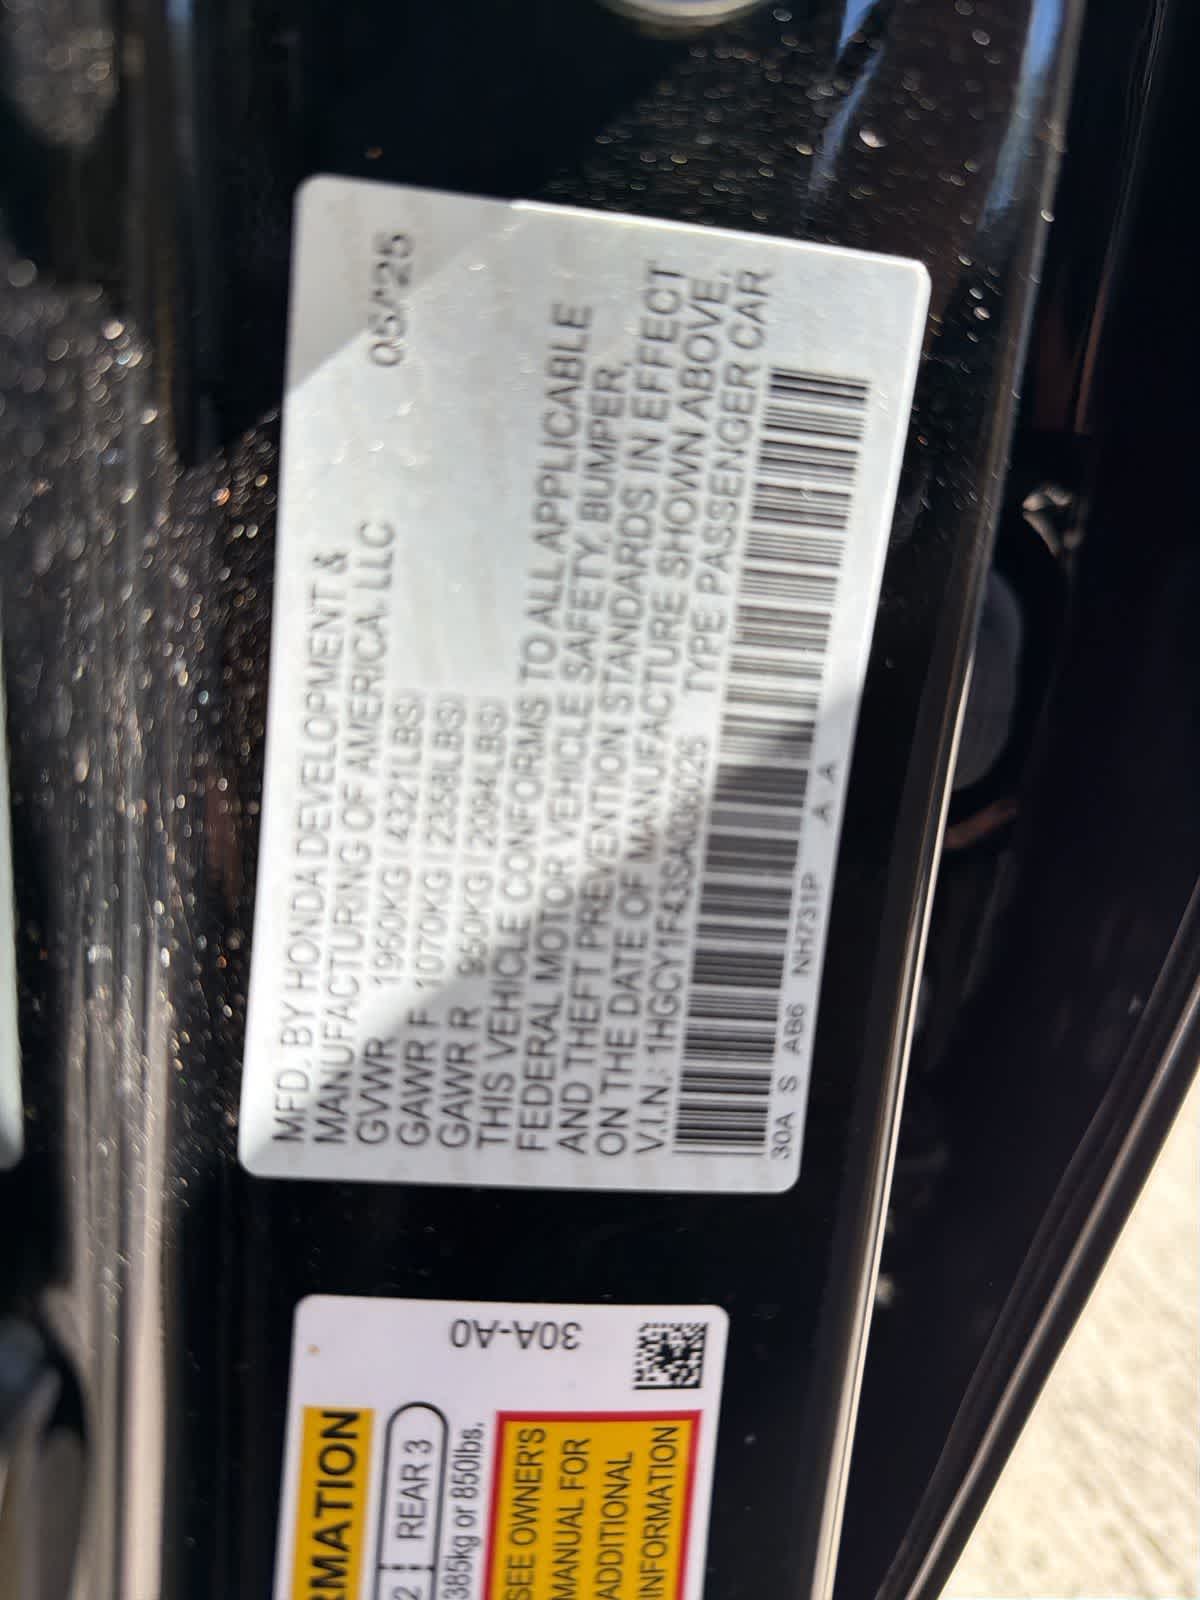 MFD. BY HONDA DEVELOPMENT &
MANUFACTURING OF AMERICA, LLC 05/'25
GVWR 1960KG(4321LBS)
GAWR F 1070KG(2358LBS)
GAWR R 950KG(2094LBS)
THIS VEHICLE CONFORMS TO ALL APPLICABLE
FEDERAL MOTOR VEHICLE SAFETY, BUMPER,
AND THEFT PREVENTION STANDARDS IN EFFECT
ON THE DATE OF MANUFACTURE SHOWN ABOVE.
V.I.N.: TYPE PASSENGER CAR
30A S AB6 NH731P A A
30A-A0
RMATION
2 REAR 3
385kg or 850lbs.
SEE OWNER'S
MANUAL FOR
ADDITIONAL
INFORMATION